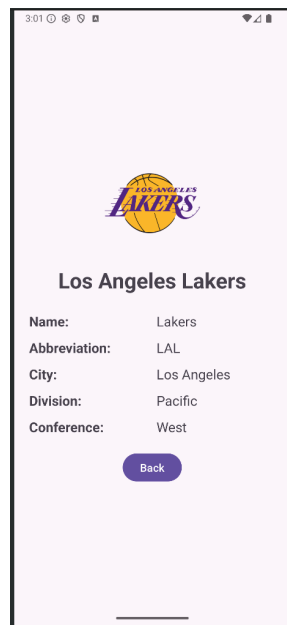 3:01
LOS ANGELES
LAKERS
Los Angeles Lakers
Name: Lakers
Abbreviation: LAL
City: Los Angeles
Division: Pacific
Conference: West
Back